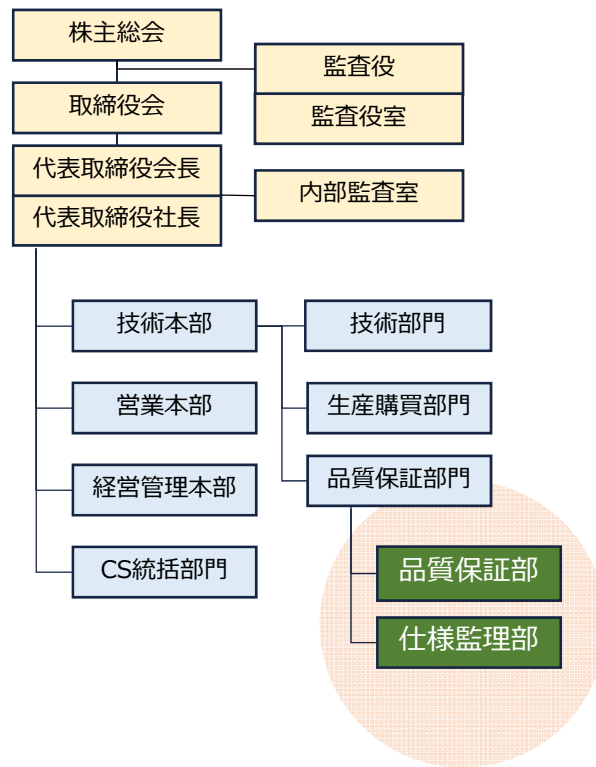 株主総会
監査役
取締役会
監査役室
代表取締役会長
内部監査室
代表取締役社長
技術本部
技術部門
営業本部
生産購買部門
経営管理本部
品質保証部門
CS統括部門
品質保証部
仕様監理部